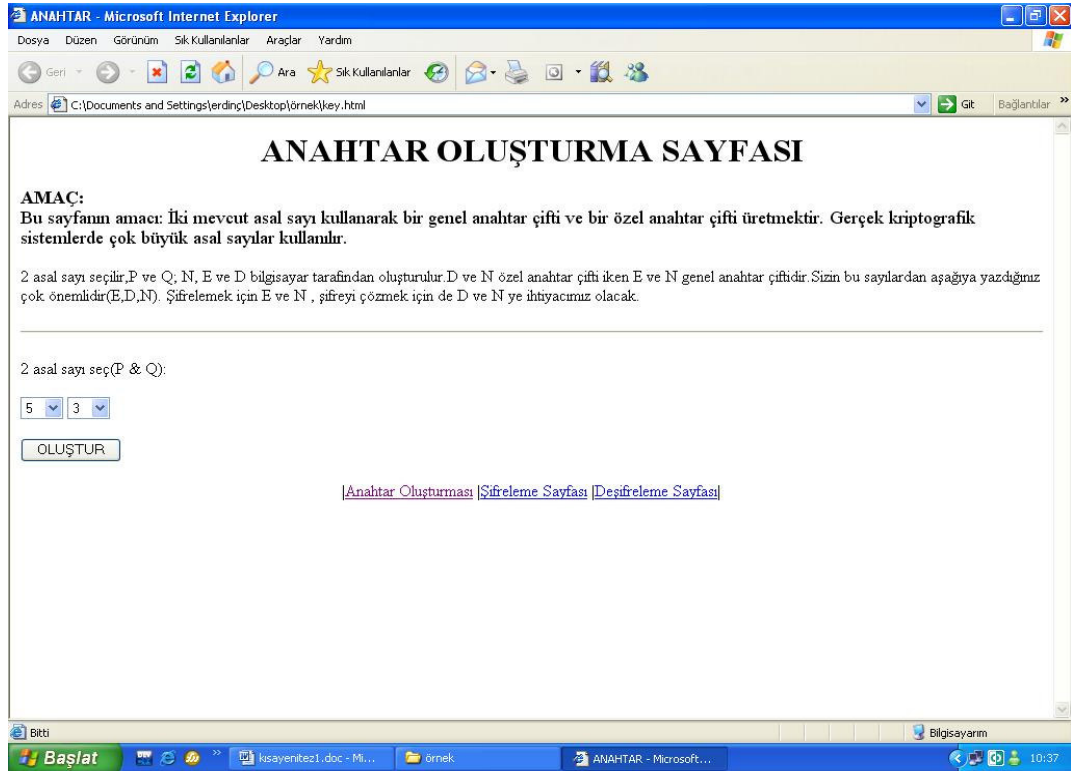 ANAHTAR - Microsoft Internet Explorer
Dosya Düzen Görünüm Sık Kullanılanlar Araçlar Yardım
Geri Ara Sık Kullanılanlar
Adres C:\Documents and Settings\erdinç\Desktop\örnek\key.html Git Bağlantılar »
ANAHTAR OLUŞTURMA SAYFASI
AMAÇ:
Bu sayfanın amacı: İki mevcut asal sayı kullanarak bir genel anahtar çifti ve bir özel anahtar çifti üretmektir. Gerçek kriptografik
sistemlerde çok büyük asal sayılar kullanılır.
2 asal sayı seçilir,P ve Q; N, E ve D bilgisayar tarafından oluşturulur.D ve N özel anahtar çifti iken E ve N genel anahtar çiftidir.Sizin bu sayılardan aşağıya yazdığınız
çok önemlidir(E,D,N). Şifrelemek için E ve N , şifreyi çözmek için de D ve N ye ihtiyacımız olacak.
2 asal sayı seç(P & Q):
5 3
OLUŞTUR
|Anahtar Oluşturması |Şifreleme Sayfası |Deşifreleme Sayfası|
Bitti Bilgisayarım
Başlat » kısayenitez1.doc - Mi... örnek ANAHTAR - Microsoft... 10:37